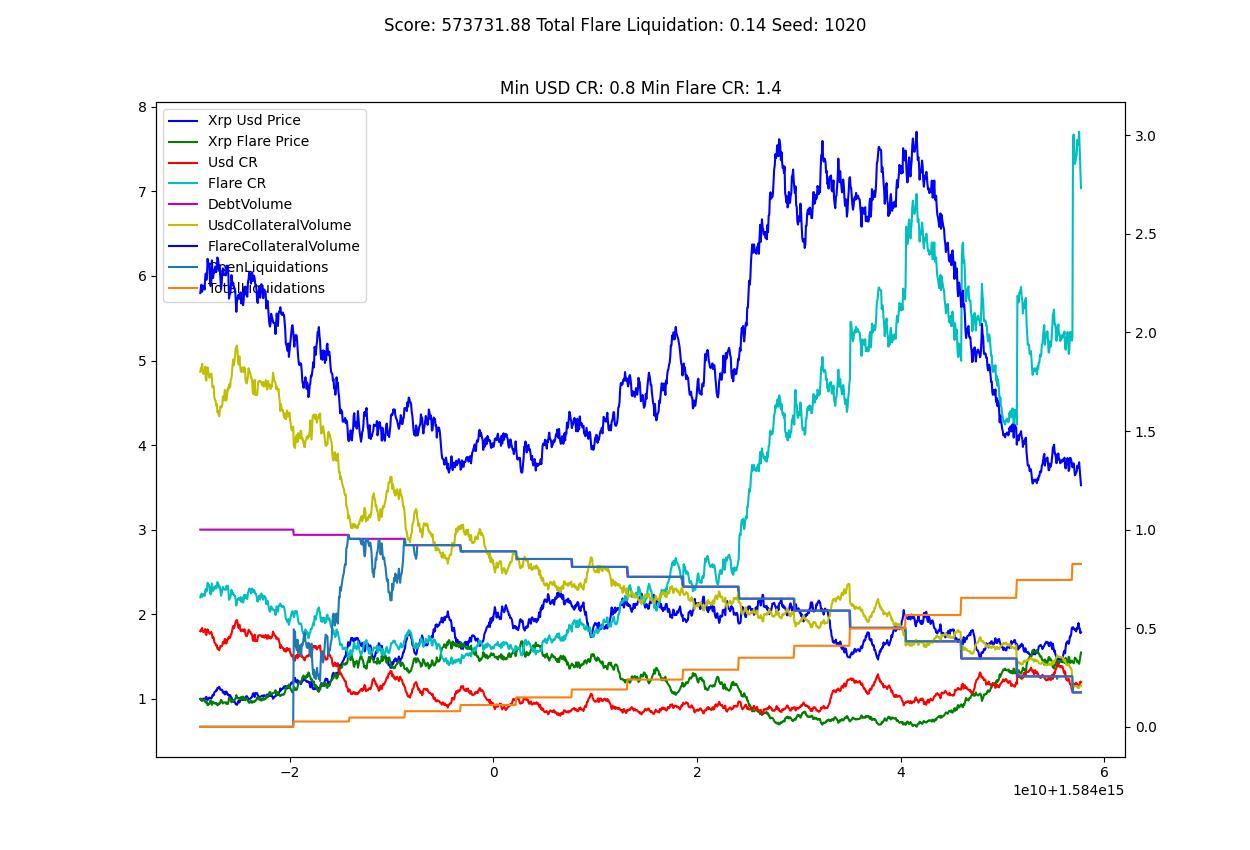 Score: 573731.88 Total Flare Liquidation: 0.14 Seed: 1020
Min USD CR: 0.8 Min Flare CR: 1.4
8
7
6
5
4
3
2
1
Xrp Usd Price
Xrp Flare Price
Usd CR
Flare CR
DebtVolume
UsdCollateralVolume
FlareCollateralVolume
OpenLiquidations
TotalLiquidations
3.0
2.5
2.0
1.5
1.0
0.5
0.0
−2
0
2
4
6
1e10+1.584e15